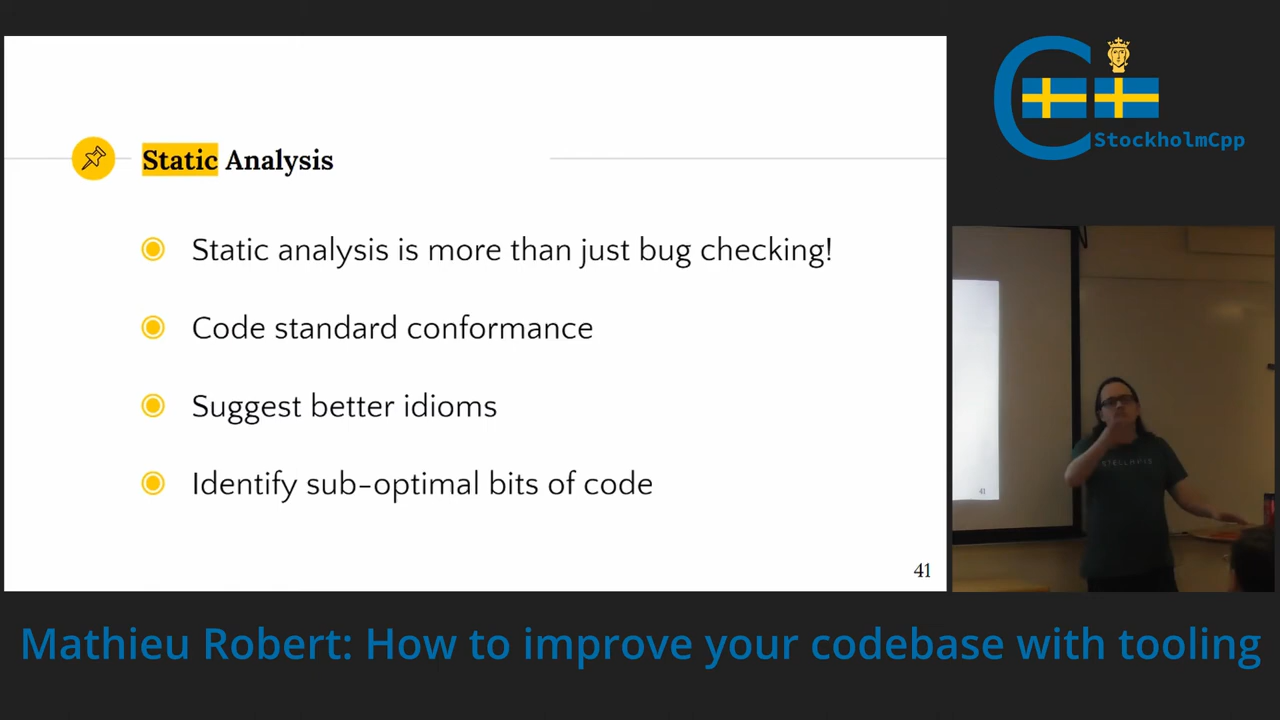 Static Analysis
Static analysis is more than just bug checking!
Code standard conformance
Suggest better idioms
Identify sub-optimal bits of code
41
StockholmCpp
41
Mathieu Robert: How to improve your codebase with tooling